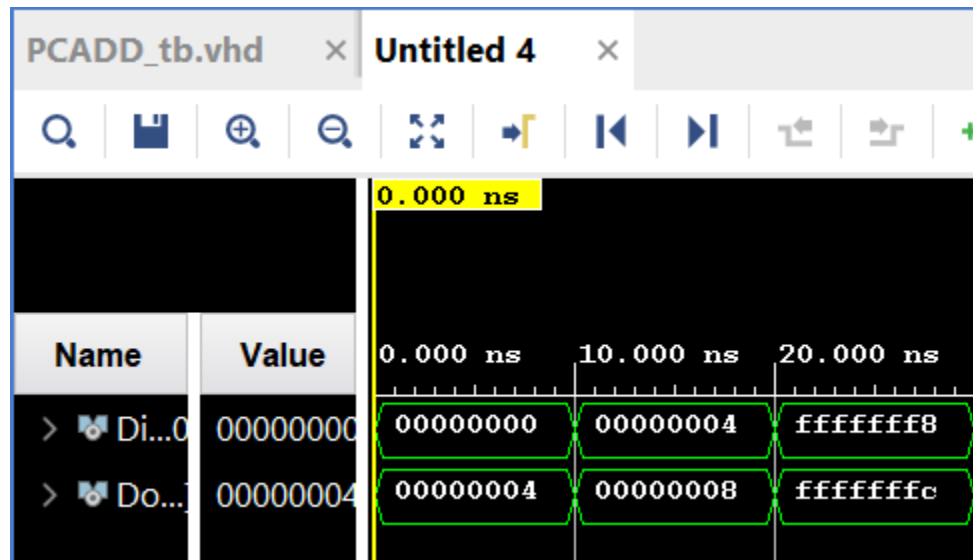 PCADD_tb.vhd × Untitled 4 ×
0.000 ns
Name Value 0.000 ns 10.000 ns 20.000 ns
> Di...0 00000000 00000000 00000004 fffffff8
> Do...] 00000004 00000004 00000008 fffffffc